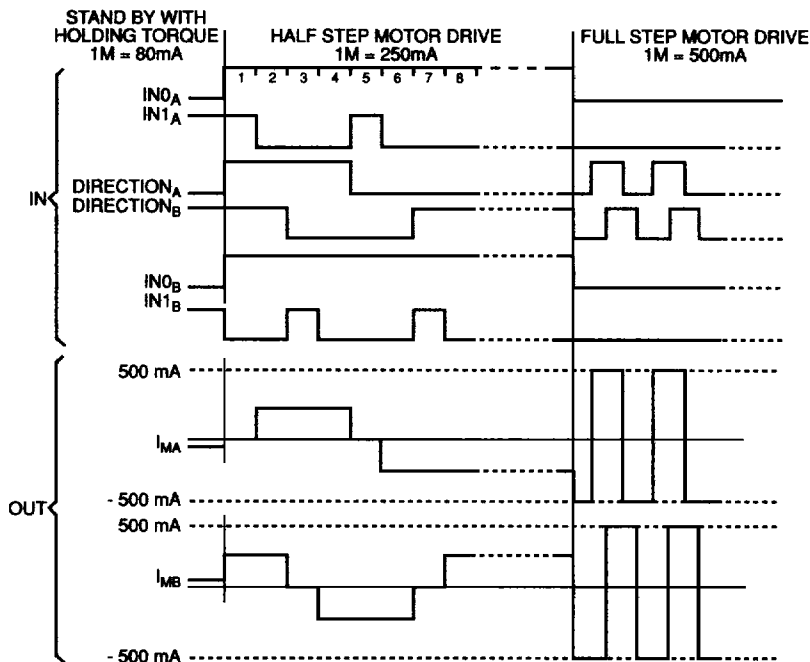 STAND BY WITH
HOLDING TORQUE
1M = 80mA
HALF STEP MOTOR DRIVE
1M = 250mA
FULL STEP MOTOR DRIVE
1M = 500mA
1 2 3 4 5 6 7 8
IN0A
IN1A
DIRECTIONA
DIRECTIONB
IN
IN0B
IN1B
500 mA
IMA
- 500 mA
OUT
500 mA
IMB
- 500 mA